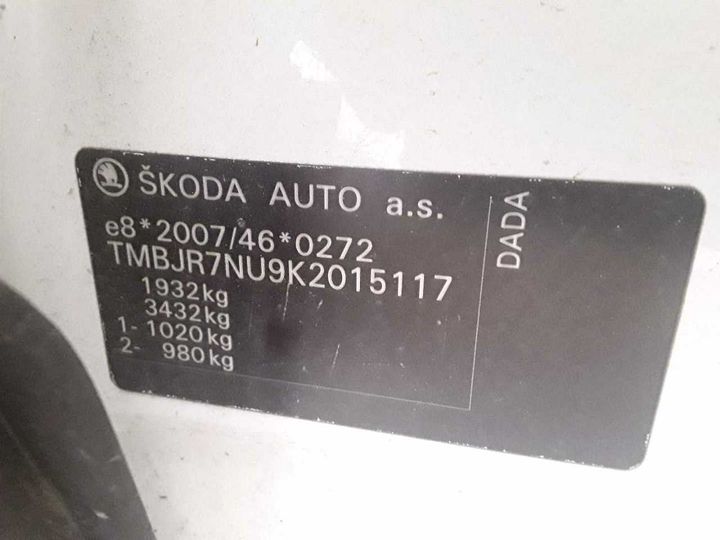 ŠKODA AUTO a.s.
e8*2007/46*0272
TMBJR7NU9K2015117
1932kg
3432kg
1- 1020kg
2- 980kg
DADA